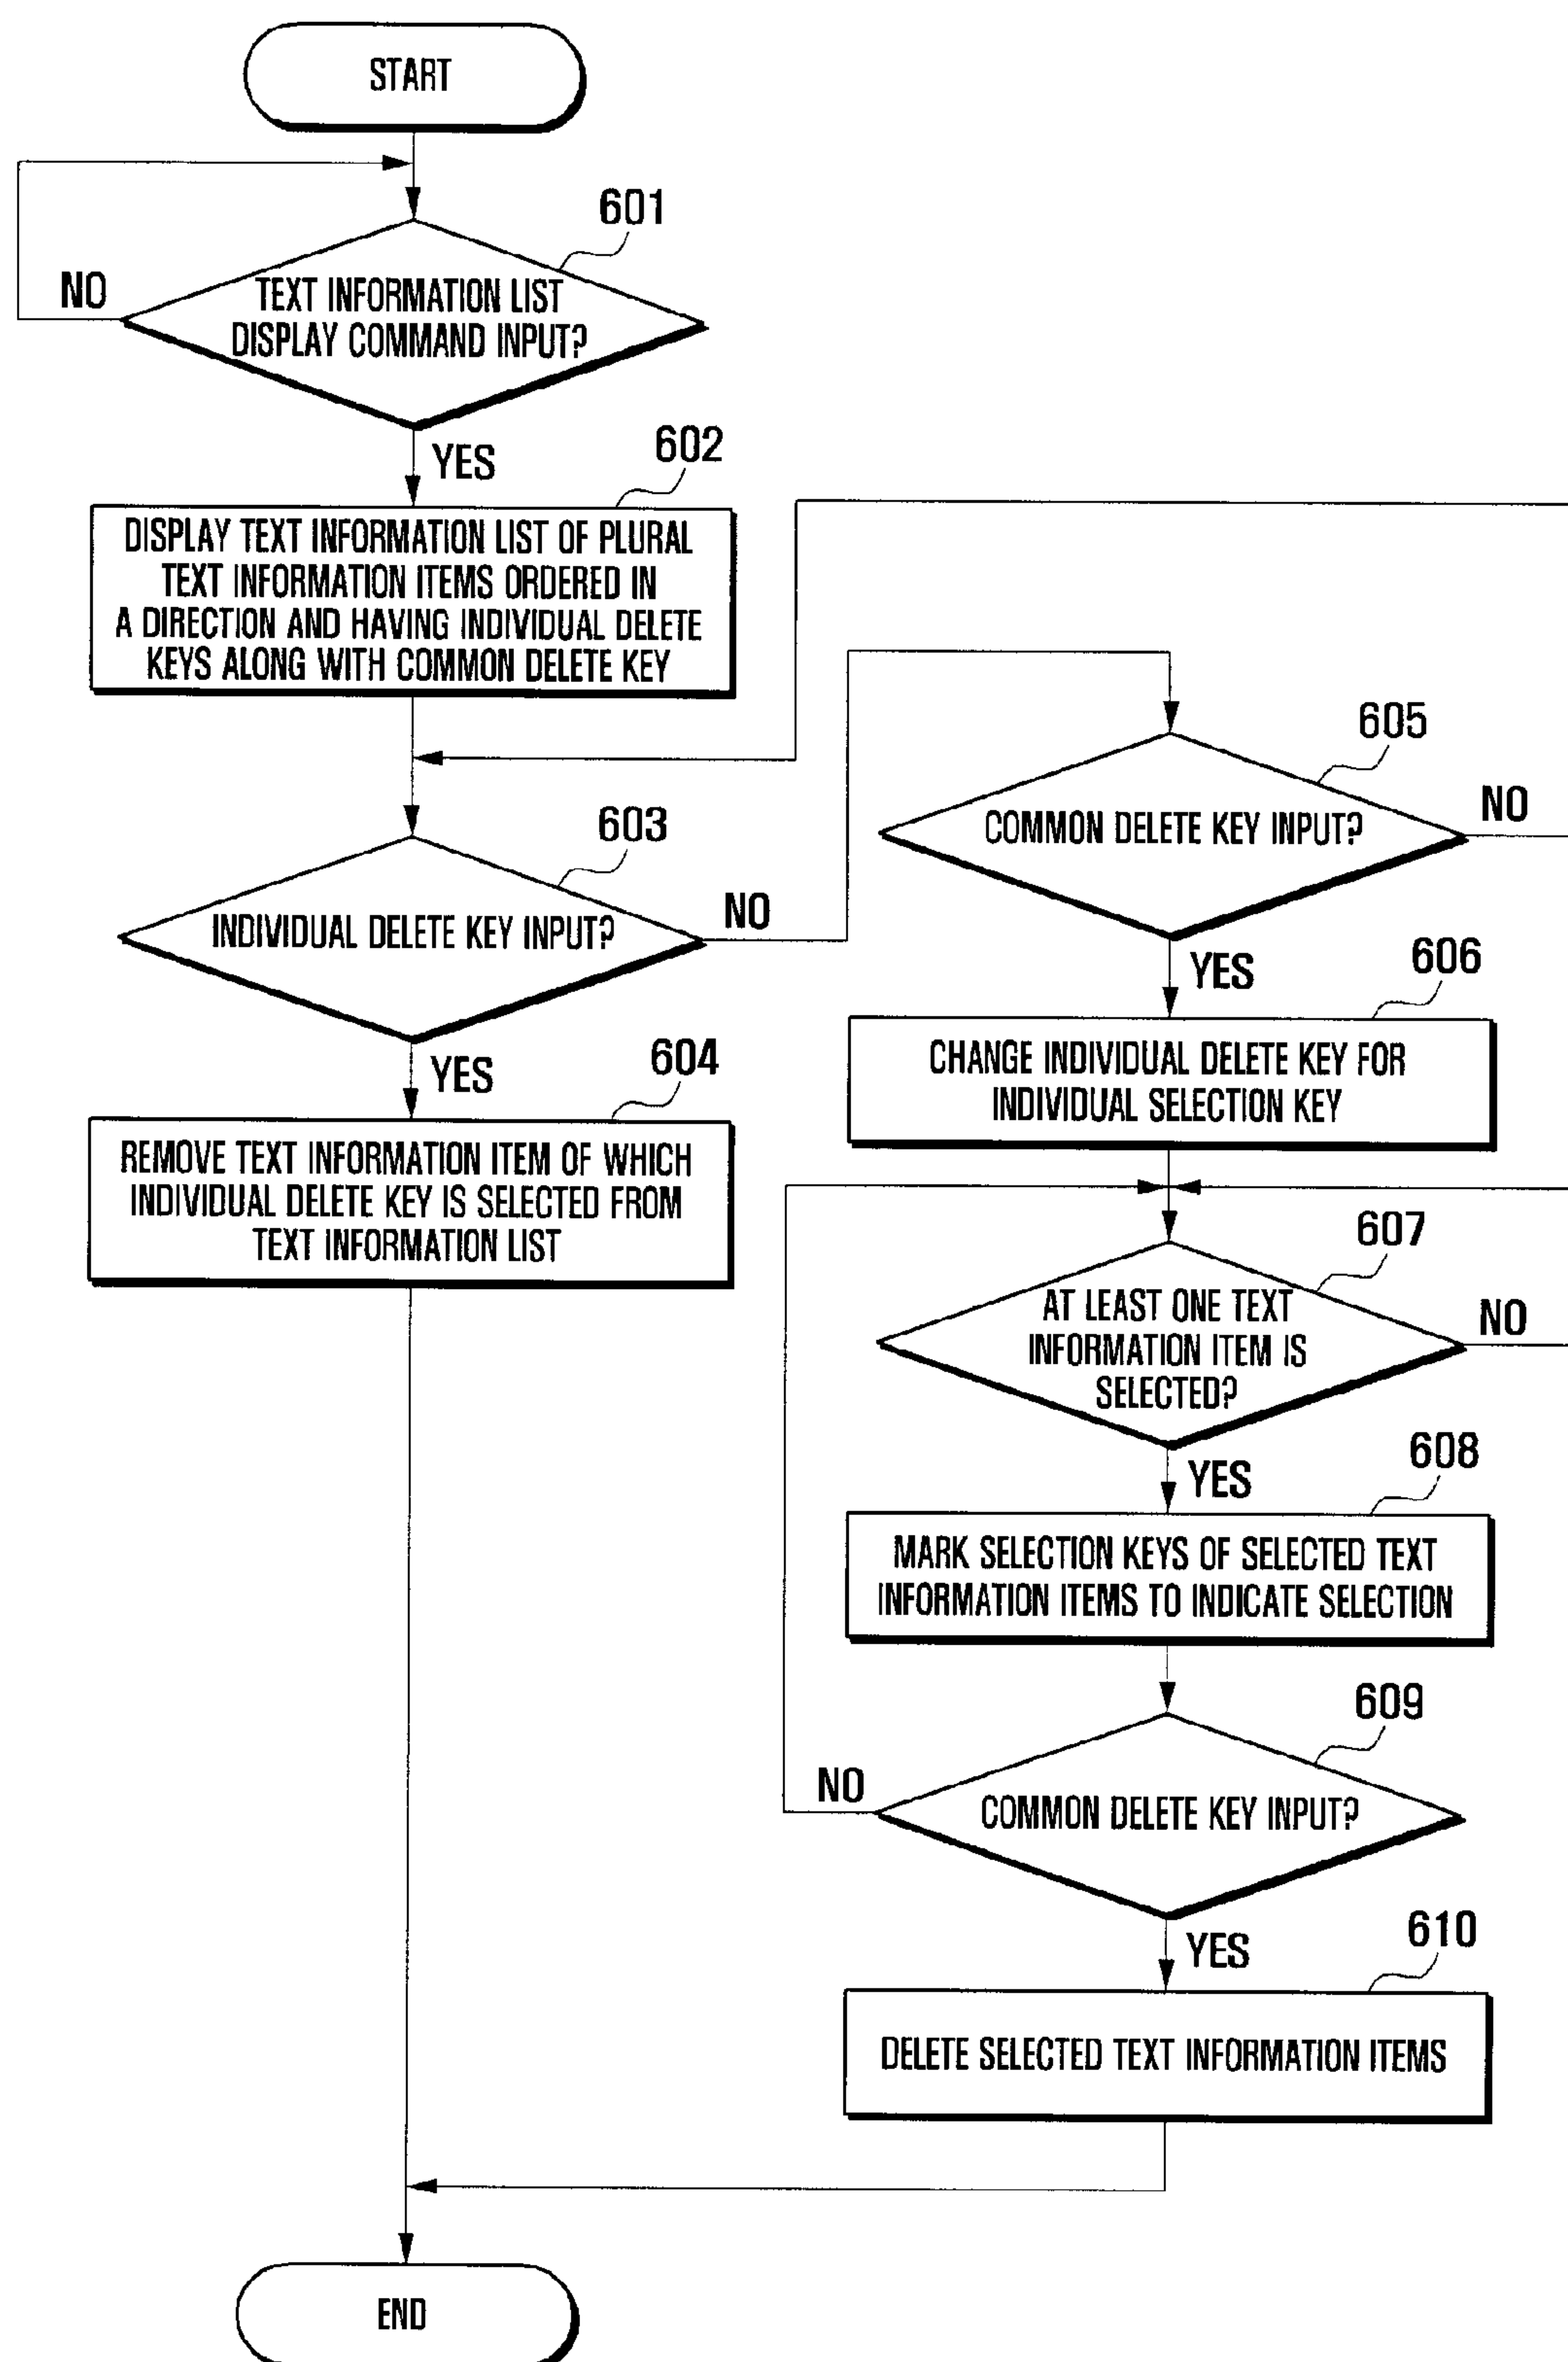 START
601
NO
TEXT INFORMATION LIST
DISPLAY COMMAND INPUT?
YES
602
DISPLAY TEXT INFORMATION LIST OF PLURAL
TEXT INFORMATION ITEMS ORDERED IN
A DIRECTION AND HAVING INDIVIDUAL DELETE
KEYS ALONG WITH COMMON DELETE KEY
603
INDIVIDUAL DELETE KEY INPUT?
NO
YES
604
REMOVE TEXT INFORMATION ITEM OF WHICH
INDIVIDUAL DELETE KEY IS SELECTED FROM
TEXT INFORMATION LIST
605
COMMON DELETE KEY INPUT?
NO
YES
606
CHANGE INDIVIDUAL DELETE KEY FOR
INDIVIDUAL SELECTION KEY
607
AT LEAST ONE TEXT
INFORMATION ITEM IS
SELECTED?
NO
YES
608
MARK SELECTION KEYS OF SELECTED TEXT
INFORMATION ITEMS TO INDICATE SELECTION
609
NO
COMMON DELETE KEY INPUT?
YES
610
DELETE SELECTED TEXT INFORMATION ITEMS
END